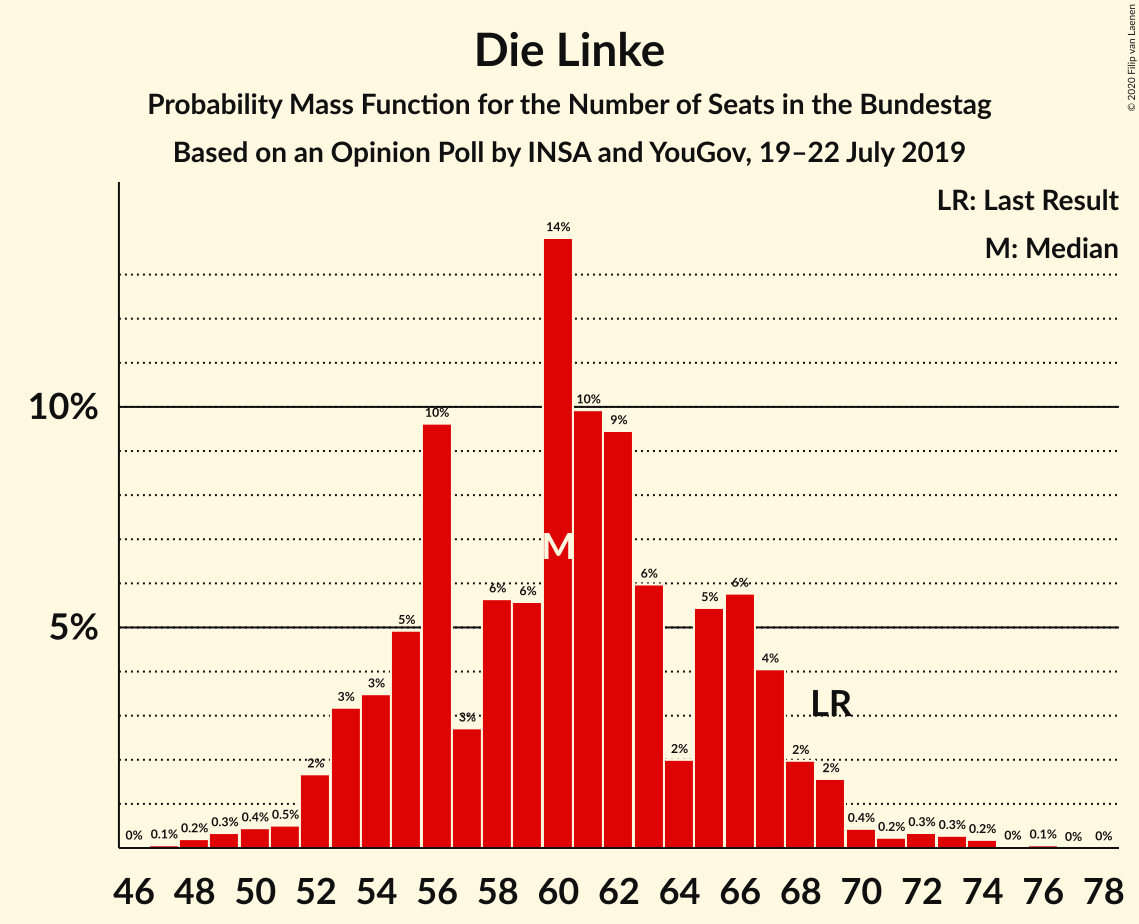 Die Linke
Probability Mass Function for the Number of Seats in the Bundestag
Based on an Opinion Poll by INSA and YouGov, 19–22 July 2019
© 2020 Filip van Laenen
LR: Last Result
M: Median
10%
5%
0% 0.1% 0.2% 0.3% 0.4% 0.5% 2% 3% 3% 5% 10% 3% 6% 6% 14% 10% 9% 6% 2% 5% 6% 4% 2% 2% 0.4% 0.2% 0.3% 0.3% 0.2% 0% 0.1% 0% 0%
M
LR
46 48 50 52 54 56 58 60 62 64 66 68 70 72 74 76 78